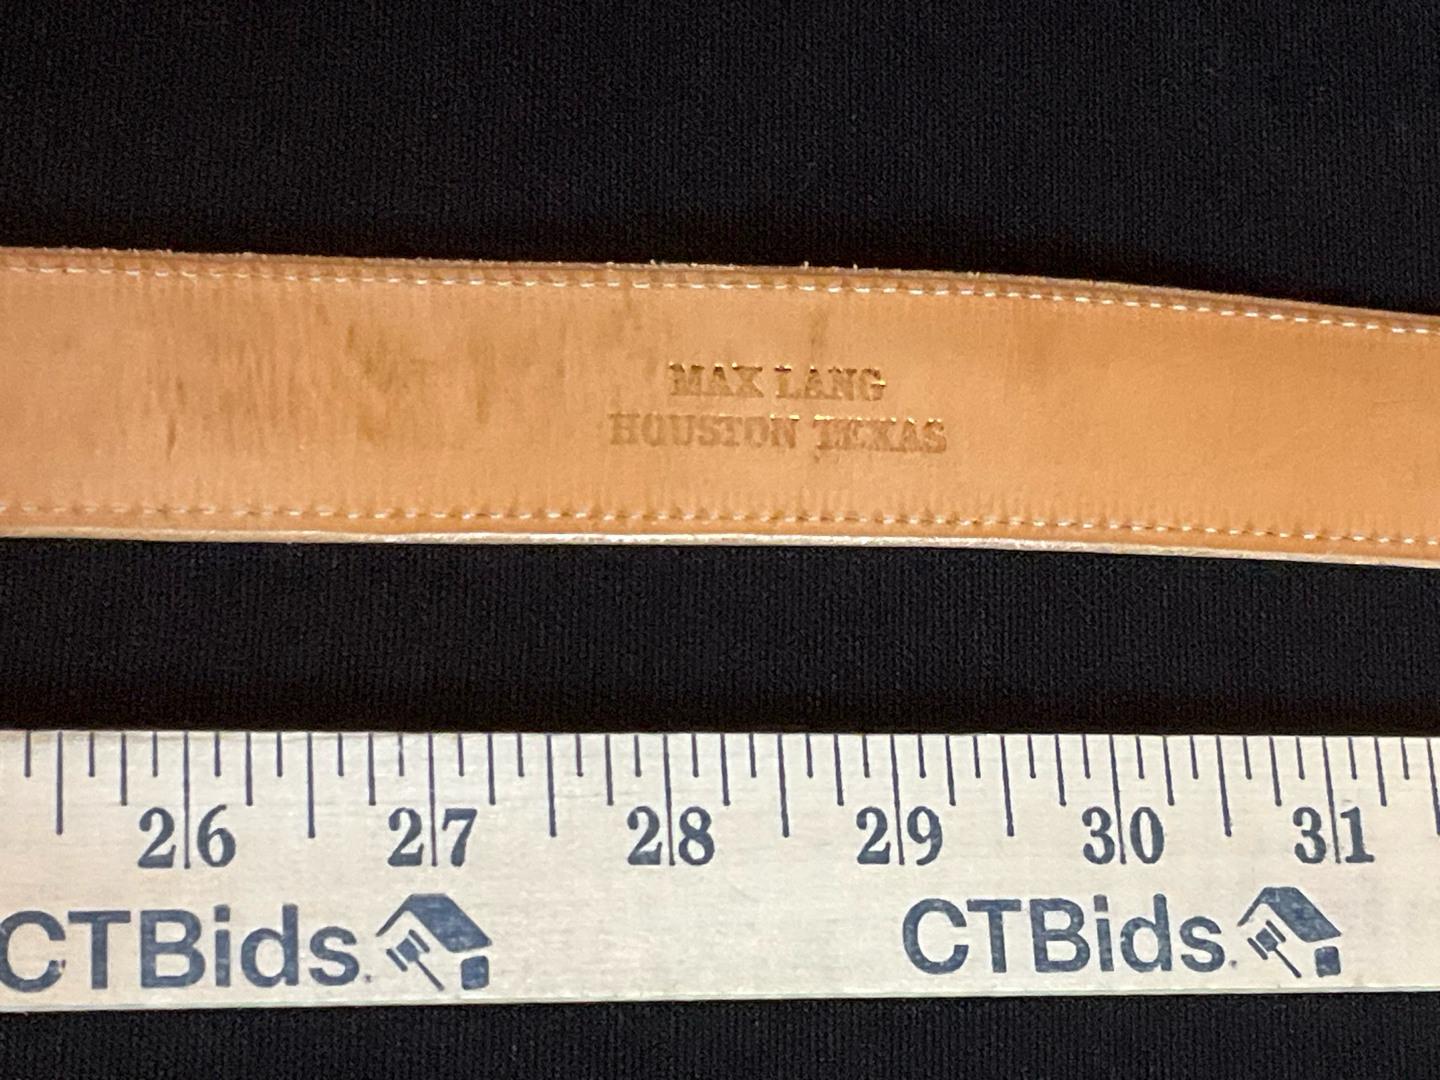 MAX LANG
HOUSTON TEXAS
26 27 28 29 30 31
CTBids. CTBids.